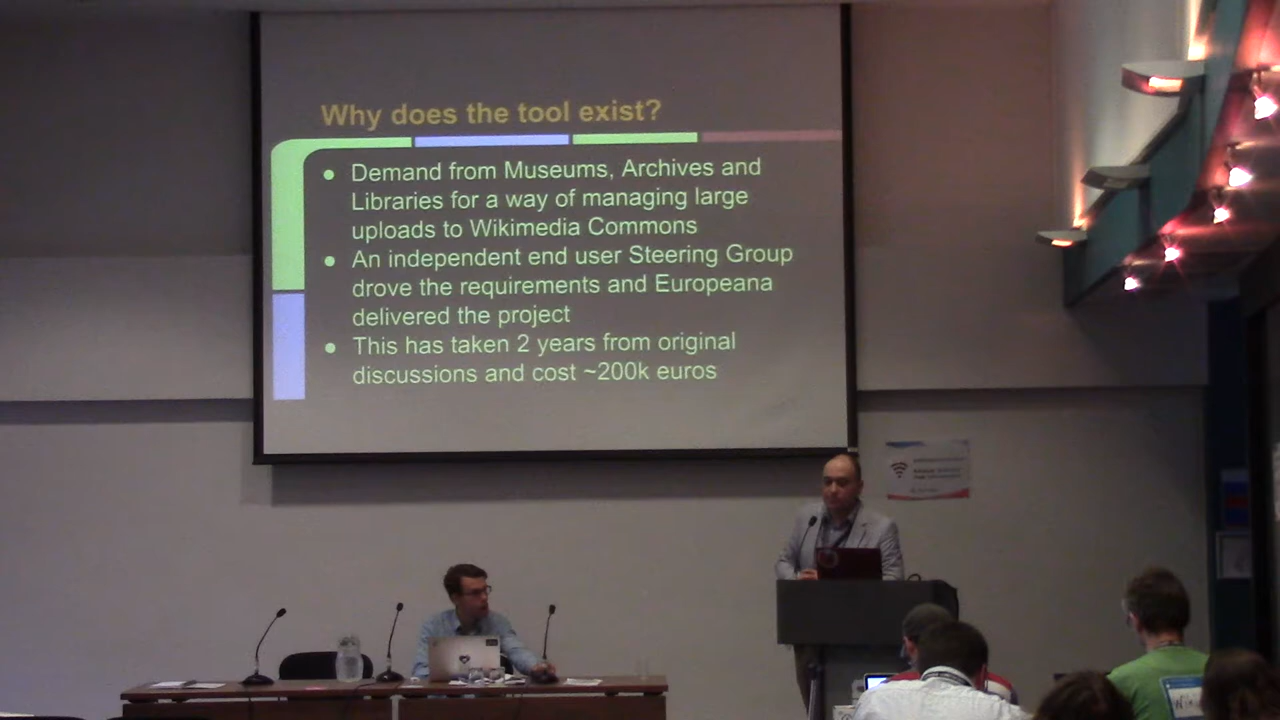 Why does the tool exist?
● Demand from Museums, Archives and
Libraries for a way of managing large
uploads to Wikimedia Commons
● An independent end user Steering Group
drove the requirements and Europeana
delivered the project
● This has taken 2 years from original
discussions and cost ~200k euros